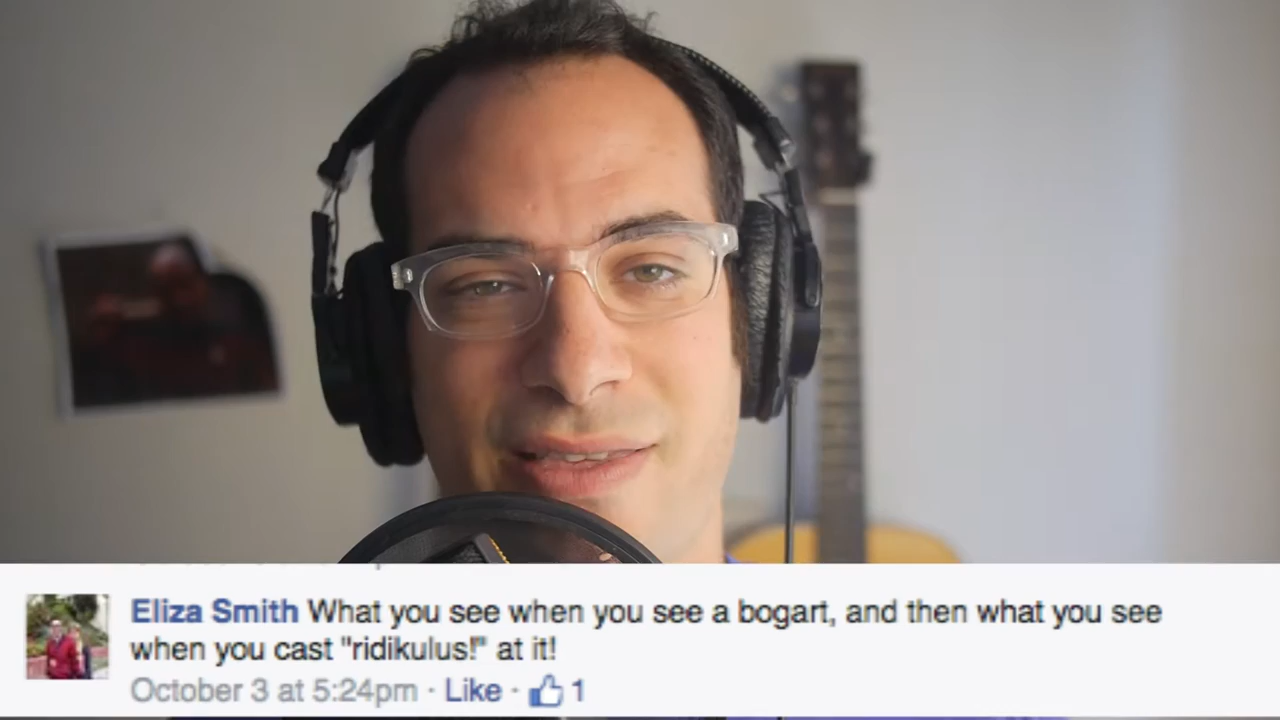 Eliza Smith What you see when you see a bogart, and then what you see
when you cast "ridikulus!" at it!
October 3 at 5:24pm · Like · 1